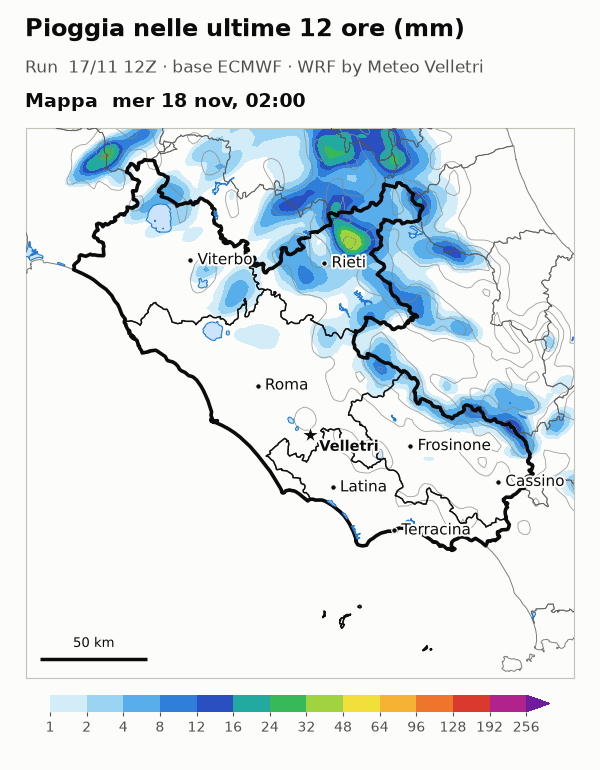 Pioggia nelle ultime 12 ore (mm)
Run  17/11 12Z · base ECMWF · WRF by Meteo Velletri
Mappa  mer 18 nov, 02:00
Viterbo
Rieti
Roma
Velletri
Frosinone
Cassino
Latina
Terracina
50 km
1 2 4 8 12 16 24 32 48 64 96 128 192 256